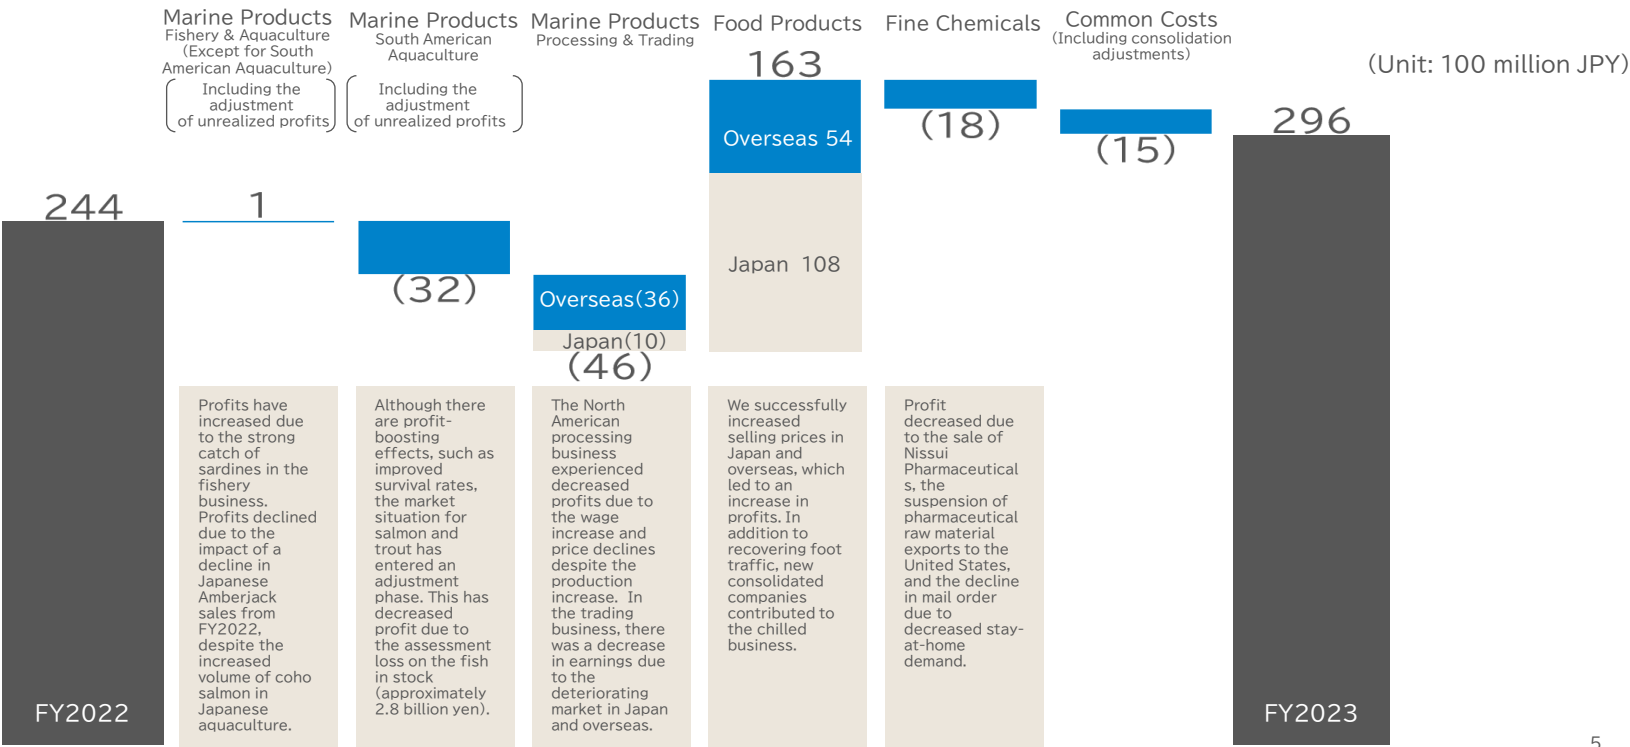 Marine Products
Fishery & Aquaculture
(Except for South
American Aquaculture)
Including the
adjustment
of unrealized profits
Marine Products
South American
Aquaculture
Including the
adjustment
of unrealized profits
Marine Products
Processing & Trading
Food Products
Fine Chemicals
Common Costs
(Including consolidation
adjustments)
(Unit: 100 million JPY)
244
1
(32)
Overseas(36)
Japan(10)
(46)
163
Overseas 54
Japan 108
(18)
(15)
296
Profits have
increased due
to the strong
catch of
sardines in the
fishery
business.
Profits declined
due to the
impact of a
decline in
Japanese
Amberjack
sales from
FY2022,
despite the
increased
volume of coho
salmon in
Japanese
aquaculture.
Although there
are profit-
boosting
effects, such as
improved
survival rates,
the market
situation for
salmon and
trout has
entered an
adjustment
phase. This has
decreased
profit due to
the assessment
loss on the fish
in stock
(approximately
2.8 billion yen).
The North
American
processing
business
experienced
decreased
profits due to
the wage
increase and
price declines
despite the
production
increase. In
the trading
business, there
was a decrease
in earnings due
to the
deteriorating
market in Japan
and overseas.
We successfully
increased
selling prices in
Japan and
overseas, which
led to an
increase in
profits. In
addition to
recovering foot
traffic, new
consolidated
companies
contributed to
the chilled
business.
Profit
decreased due
to the sale of
Nissui
Pharmaceutical
s, the
suspension of
pharmaceutical
raw material
exports to the
United States,
and the decline
in mail order
due to
decreased stay-
at-home
demand.
FY2022
FY2023
5